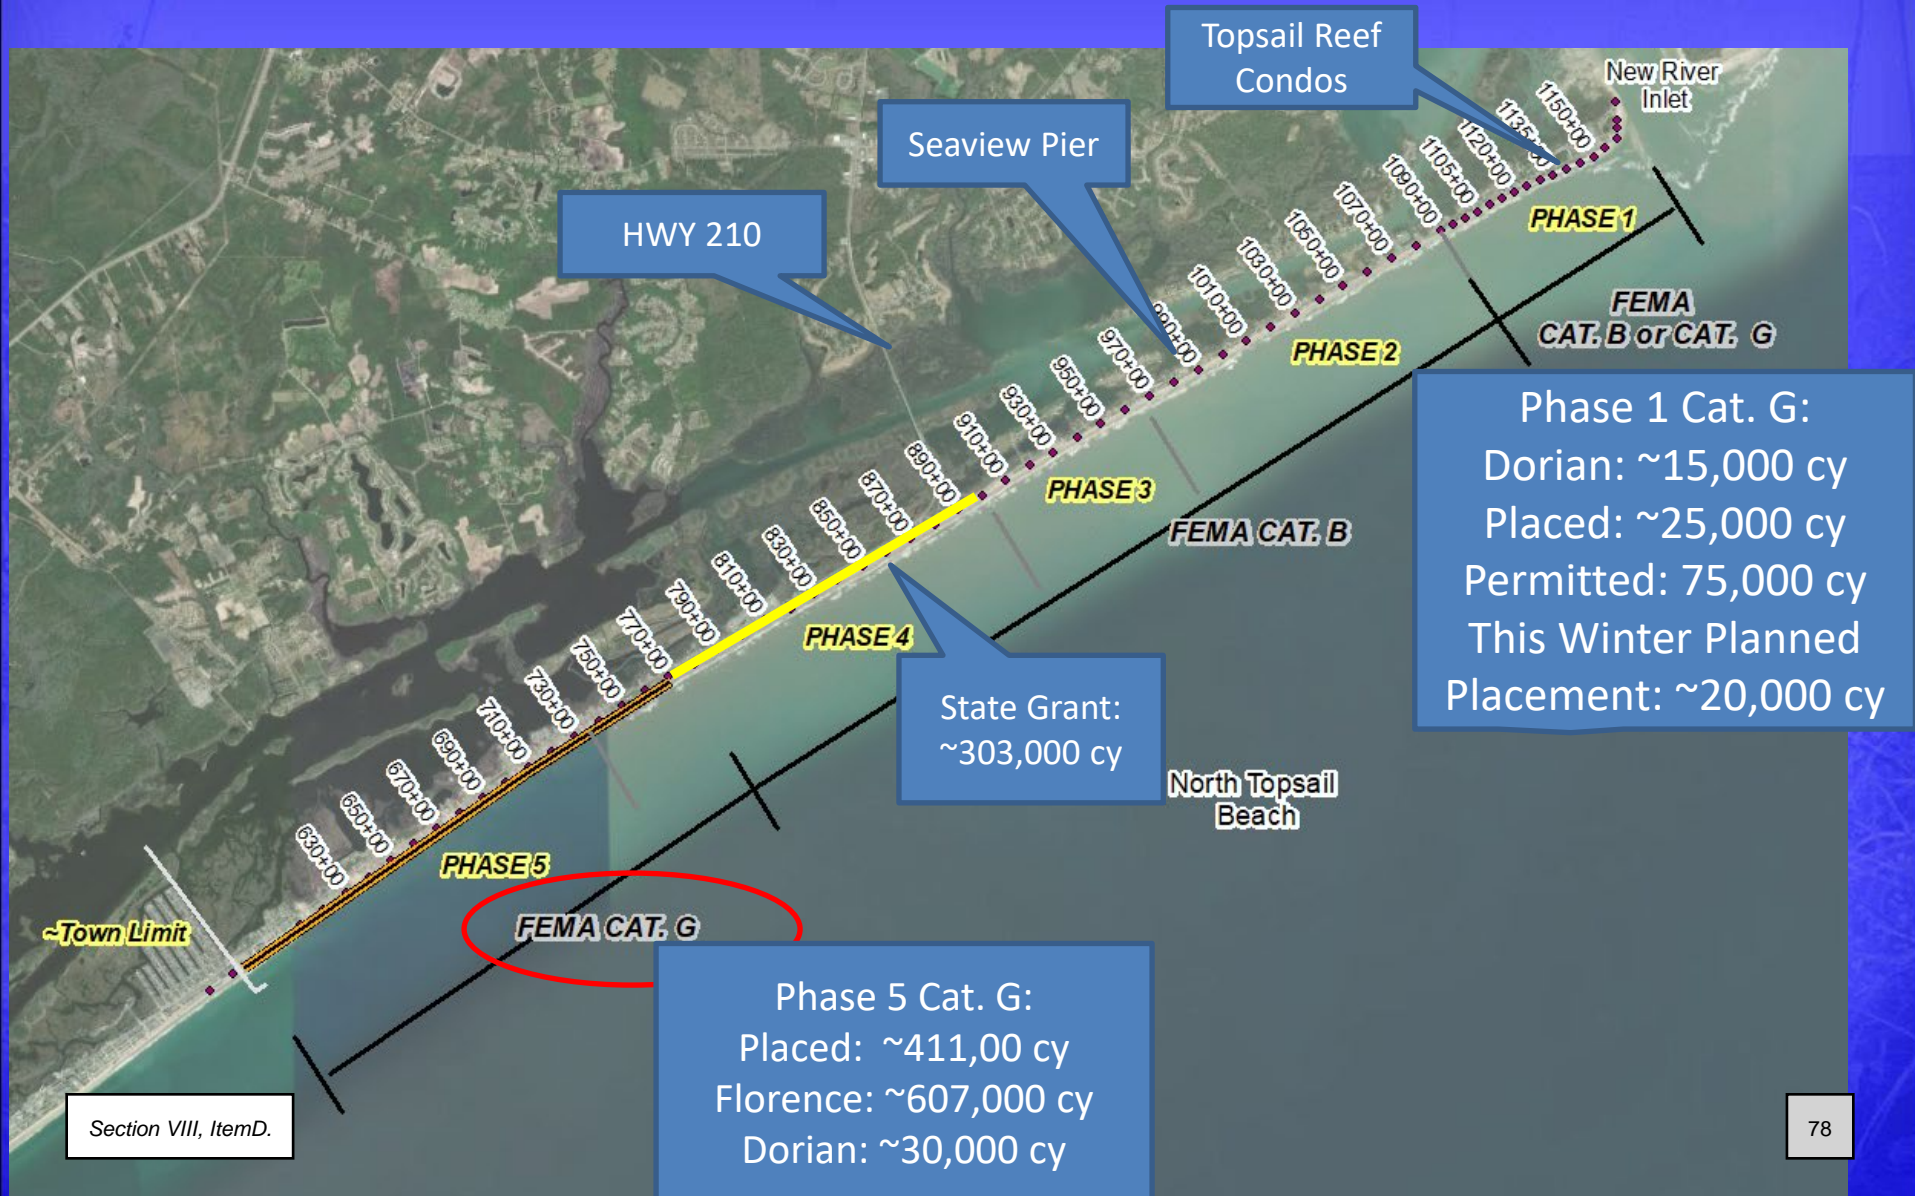 Topsail Reef
Condos
New River
Inlet
Seaview Pier
HWY 210
1150+00
1135+00
1120+00
1105+00
1090+00
1070+00
1050+00
1030+00
1010+00
990+00
970+00
950+00
930+00
910+00
890+00
870+00
850+00
830+00
810+00
790+00
770+00
750+00
730+00
710+00
690+00
670+00
650+00
630+00
PHASE 1
FEMA
CAT. B or CAT. G
PHASE 2
Phase 1 Cat. G:
Dorian: ~15,000 cy
Placed: ~25,000 cy
Permitted: 75,000 cy
This Winter Planned
Placement: ~20,000 cy
PHASE 3
FEMA CAT. B
PHASE 4
State Grant:
~303,000 cy
North Topsail
Beach
PHASE 5
FEMA CAT. G
~Town Limit
Phase 5 Cat. G:
Placed: ~411,00 cy
Florence: ~607,000 cy
Dorian: ~30,000 cy
Section VIII, ItemD.
78